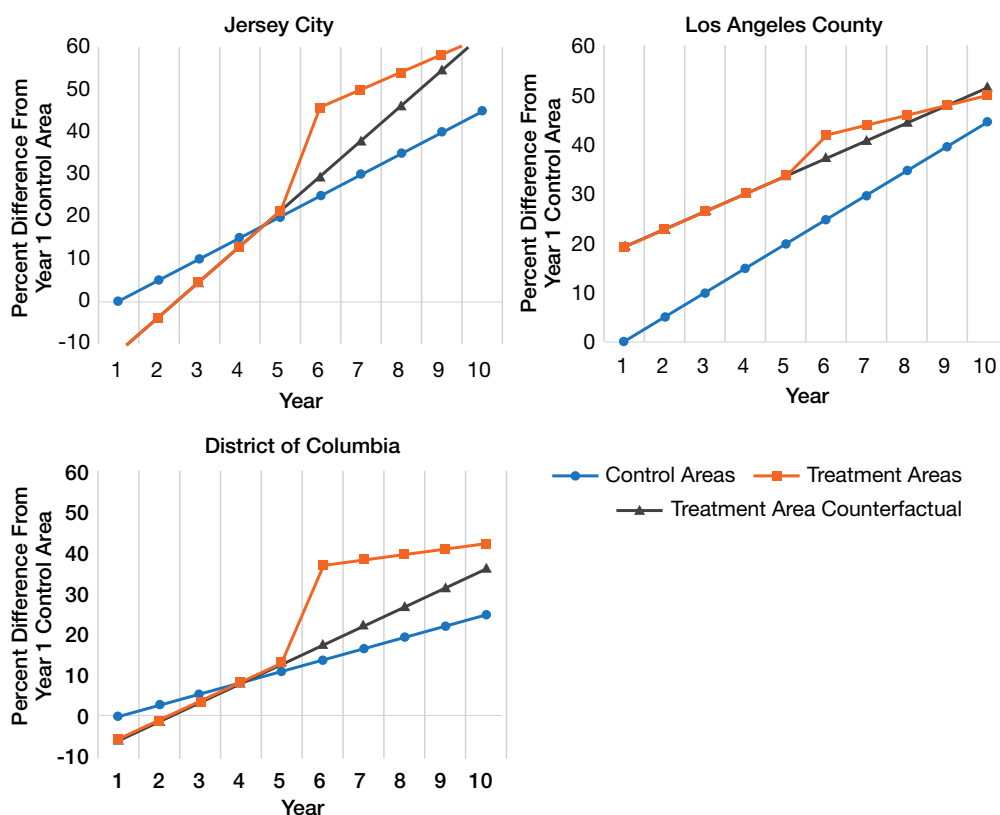 Jersey City
Percent Difference From
Year 1 Control Area
60
50
40
30
20
10
0
-10
1 2 3 4 5 6 7 8 9 10
Year
Los Angeles County
Percent Difference From
Year 1 Control Area
60
50
40
30
20
10
0
1 2 3 4 5 6 7 8 9 10
Year
District of Columbia
Percent Difference From
Year 1 Control Area
60
50
40
30
20
10
0
-10
1 2 3 4 5 6 7 8 9 10
Year
Control Areas Treatment Areas
Treatment Area Counterfactual